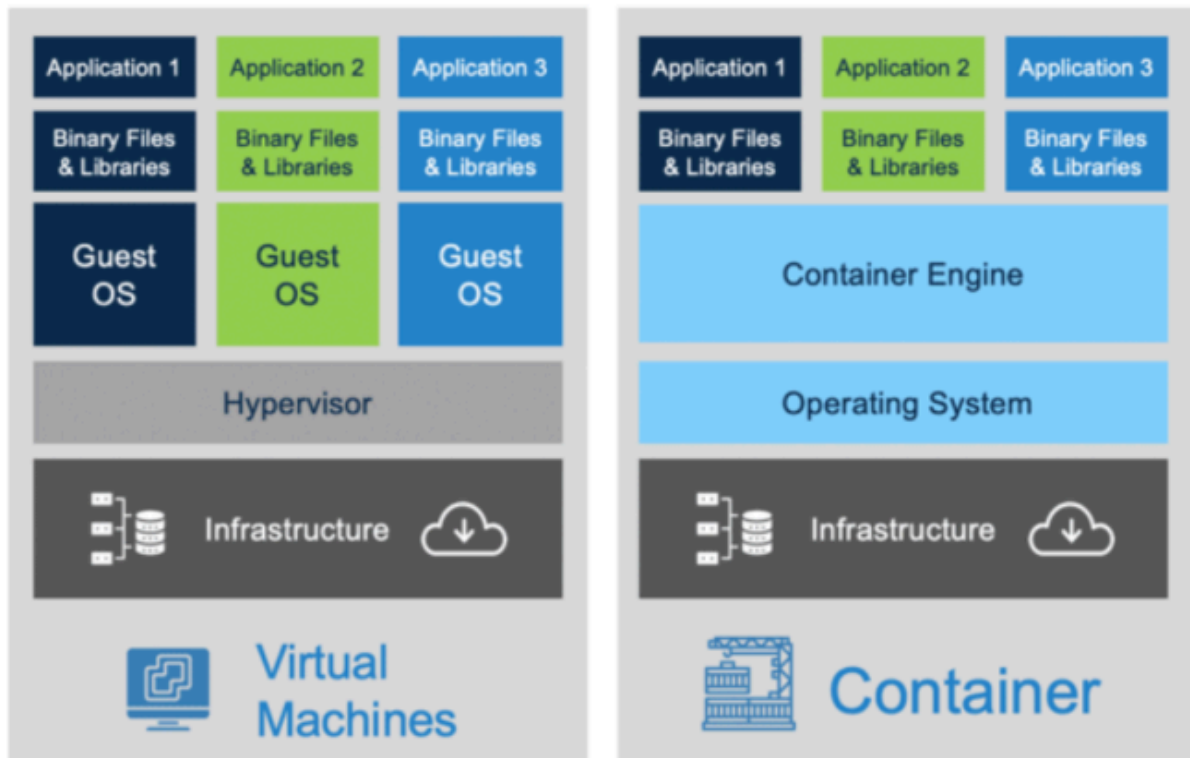 Application 1
Application 2
Application 3
Binary Files
& Libraries
Binary Files
& Libraries
Binary Files
& Libraries
Guest
OS
Guest
OS
Guest
OS
Hypervisor
Infrastructure
Virtual
Machines
Application 1
Application 2
Application 3
Binary Files
& Libraries
Binary Files
& Libraries
Binary Files
& Libraries
Container Engine
Operating System
Infrastructure
Container